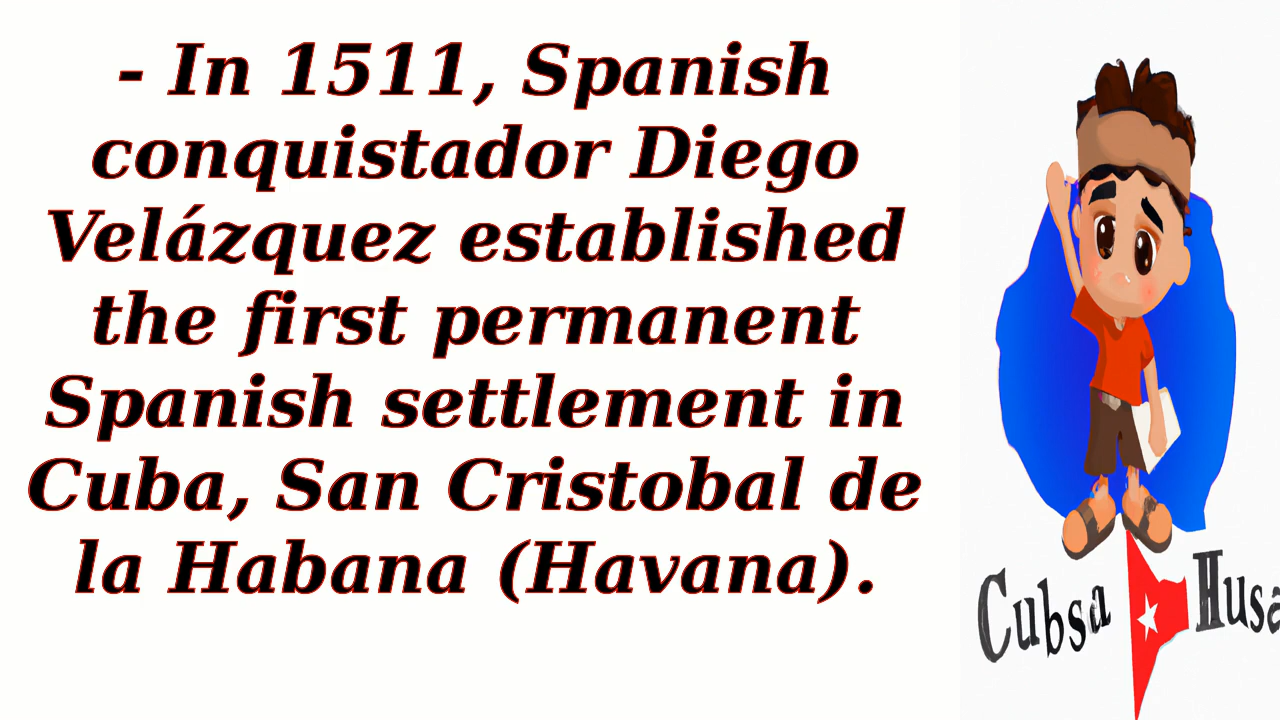 - In 1511, Spanish
conquistador Diego
Velázquez established
the first permanent
Spanish settlement in
Cuba, San Cristobal de
la Habana (Havana).
Cubsa Husa